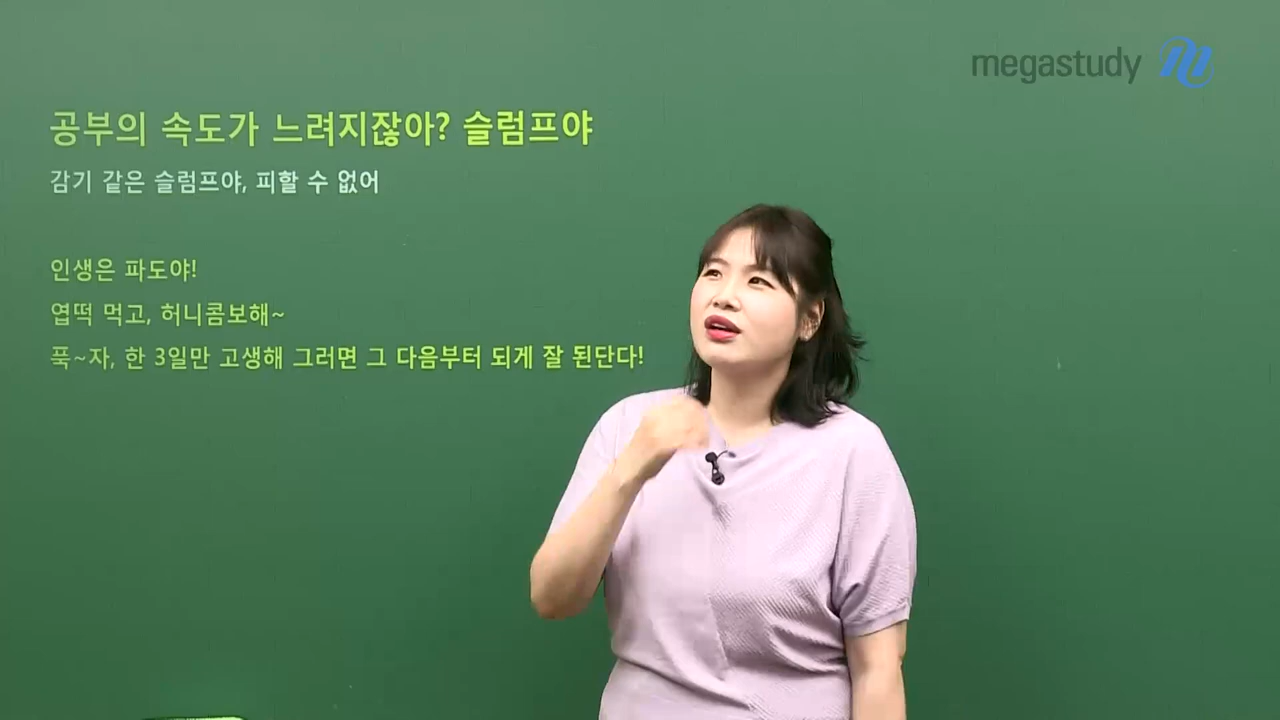 megastudy
공부의 속도가 느려지잖아? 슬럼프야
감기 같은 슬럼프야, 피할 수 없어
인생은 파도야!
엽떡 먹고, 허니콤보해~
푹~자, 한 3일만 고생해 그러면 그 다음부터 되게 잘 된단다!